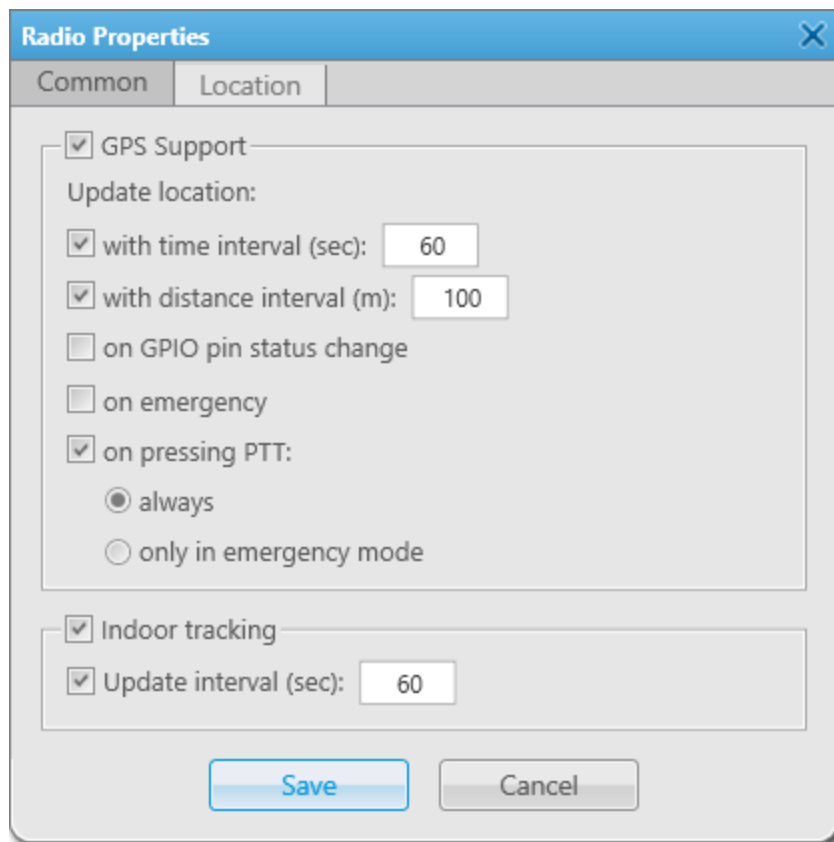 Radio Properties
Common Location
GPS Support
Update location:
with time interval (sec): 60
with distance interval (m): 100
on GPIO pin status change
on emergency
on pressing PTT:
always
only in emergency mode
Indoor tracking
Update interval (sec): 60
Save Cancel